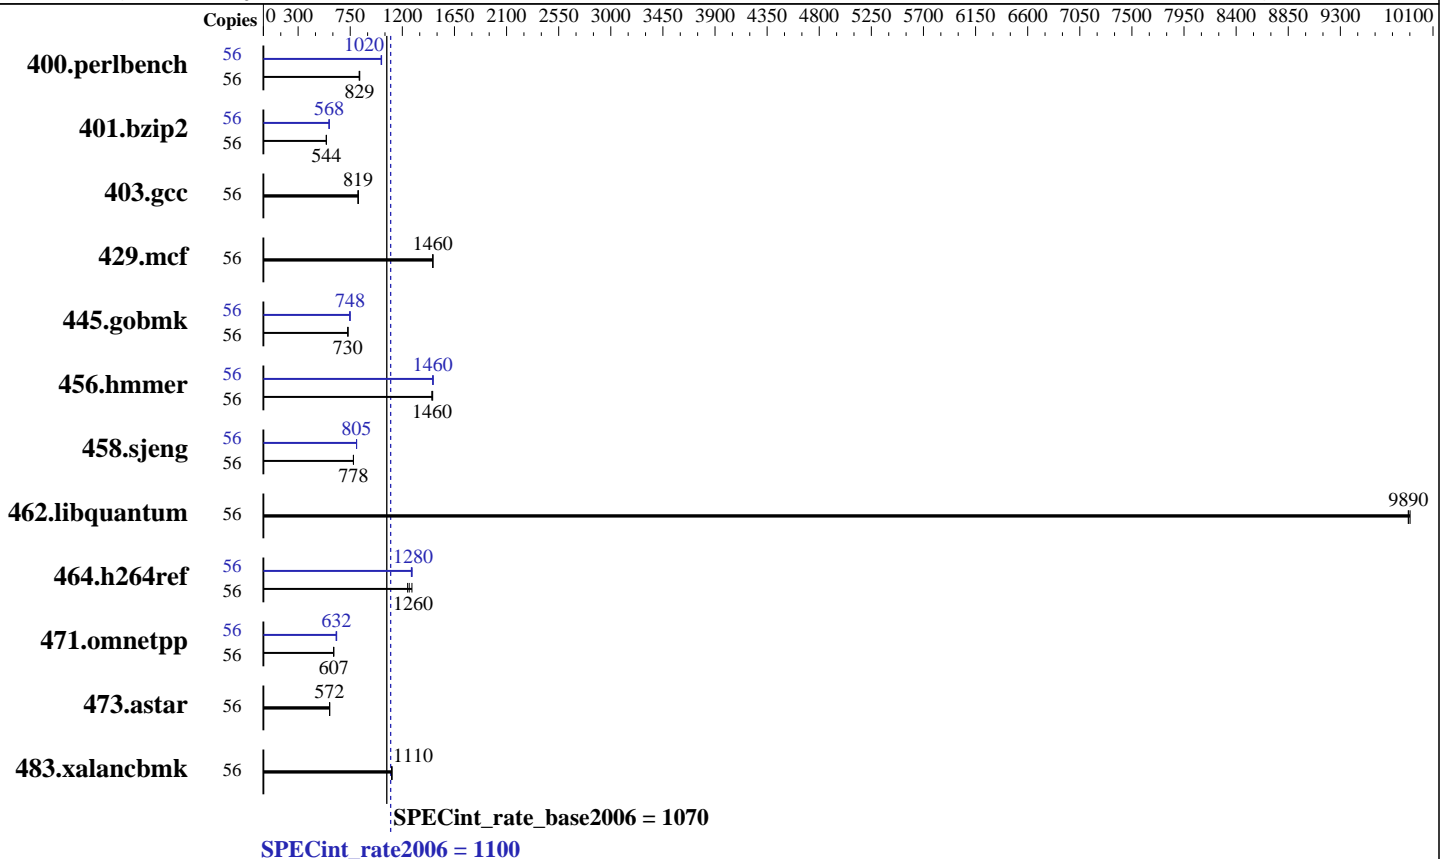 Copies 0 300 750 1200 1650 2100 2550 3000 3450 3900 4350 4800 5250 5700 6150 6600 7050 7500 7950 8400 8850 9300 10100
400.perlbench 56 1020
56 829
401.bzip2 56 568
56 544
403.gcc 56 819
429.mcf 56 1460
445.gobmk 56 748
56 730
456.hmmer 56 1460
56 1460
458.sjeng 56 805
56 778
462.libquantum 56 9890
464.h264ref 56 1280
56 1260
471.omnetpp 56 632
56 607
473.astar 56 572
483.xalancbmk 56 1110
SPECint_rate_base2006 = 1070
SPECint_rate2006 = 1100